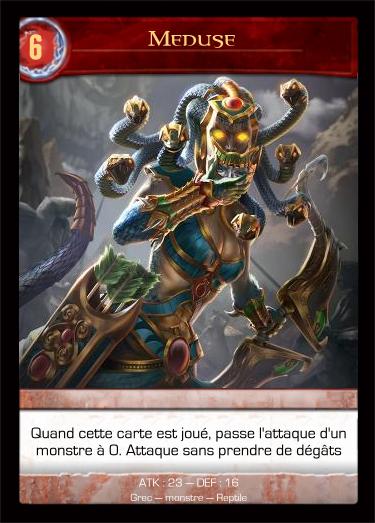 6
Meduse
Quand cette carte est joué, passe l'attaque d'un
monstre à 0. Attaque sans prendre de dégâts
ATK : 23 — DEF : 16
Grec — monstre — Reptile